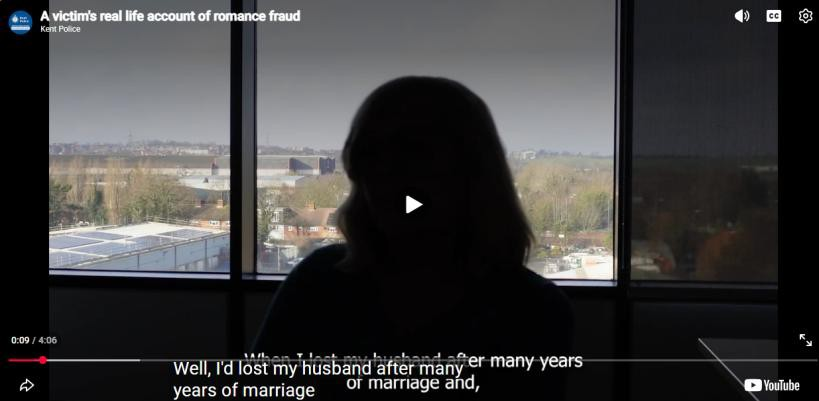 A victim's real life account of romance fraud
Kent Police
CC
0:09 / 4:06
When I lost my husband after many years
of marriage and,
Well, I'd lost my husband after many
years of marriage
YouTube